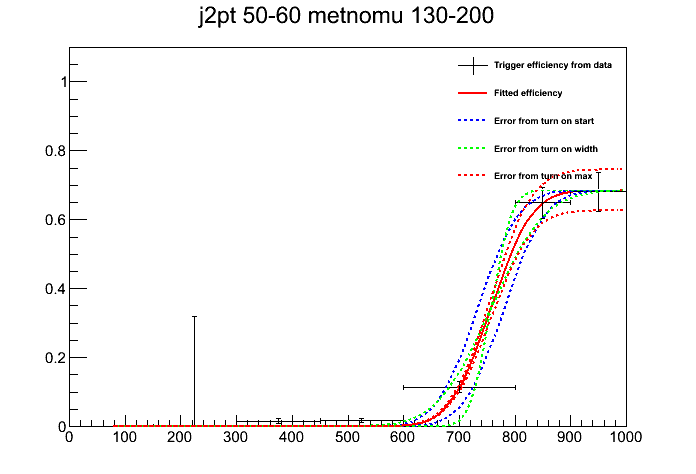 j2pt 50-60 metnomu 130-200
1
0.8
0.6
0.4
0.2
0
Trigger efficiency from data
Fitted efficiency
Error from turn on start
Error from turn on width
Error from turn on max
0 100 200 300 400 500 600 700 800 900 1000